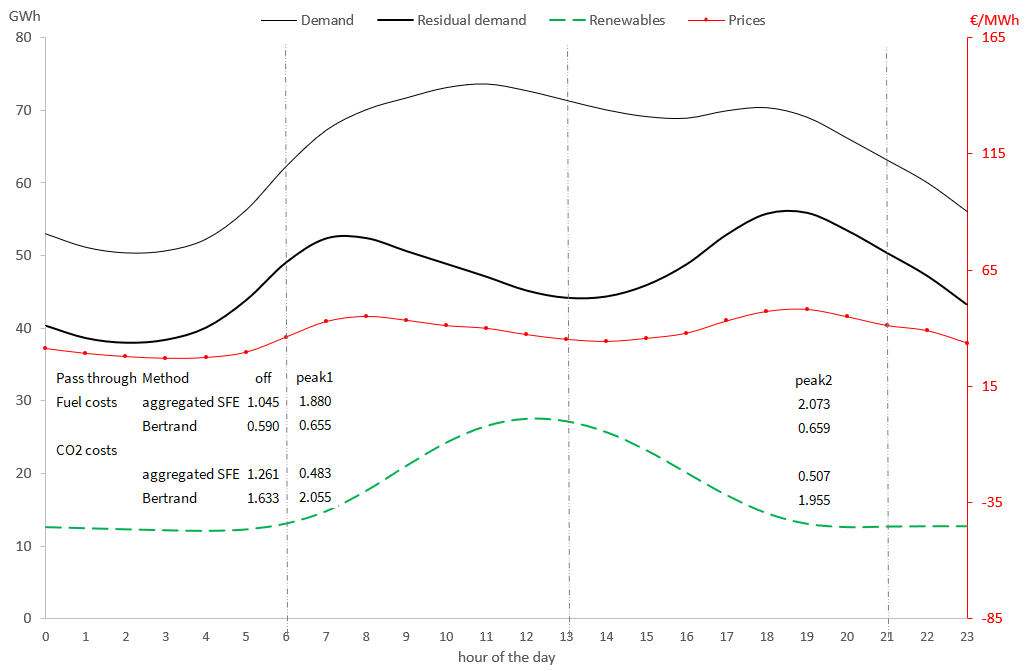 GWh
Demand Residual demand Renewables Prices
€/MWh
80 165
70
115
60
50
65
40
Pass through Method off peak1 peak2
15
Fuel costs aggregated SFE 1.045 1.880 2.073
30
Bertrand 0.590 0.655 0.659
CO2 costs
20 aggregated SFE 1.261 0.483 0.507
Bertrand 1.633 2.055 1.955
-35
10
0 -85
0 1 2 3 4 5 6 7 8 9 10 11 12 13 14 15 16 17 18 19 20 21 22 23
hour of the day